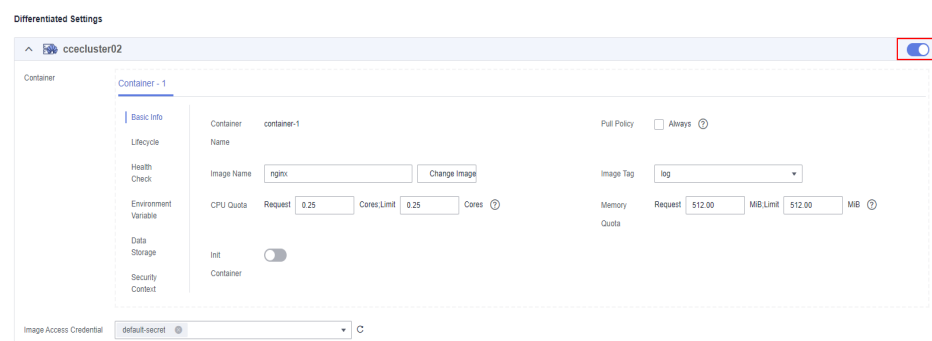 Differentiated Settings
ccecluster02
Container
Container - 1
Basic Info
Lifecycle
Health
Check
Environment
Variable
Data
Storage
Security
Context
Container
Name
container-1
Pull Policy
Always
Image Name
nginx
Change Image
Image Tag
log
CPU Quota
Request
0.25
Cores;Limit
0.25
Cores
Memory
Quota
Request
512.00
MiB;Limit
512.00
MiB
Init
Container
Image Access Credential
default-secret